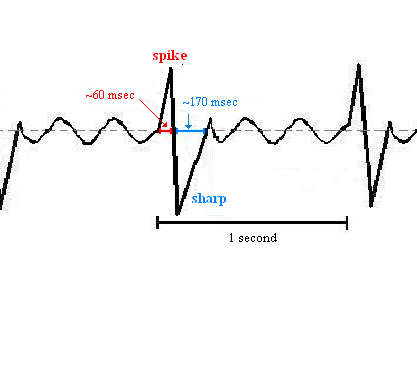 spike
~60 msec
~170 msec
sharp
1 second